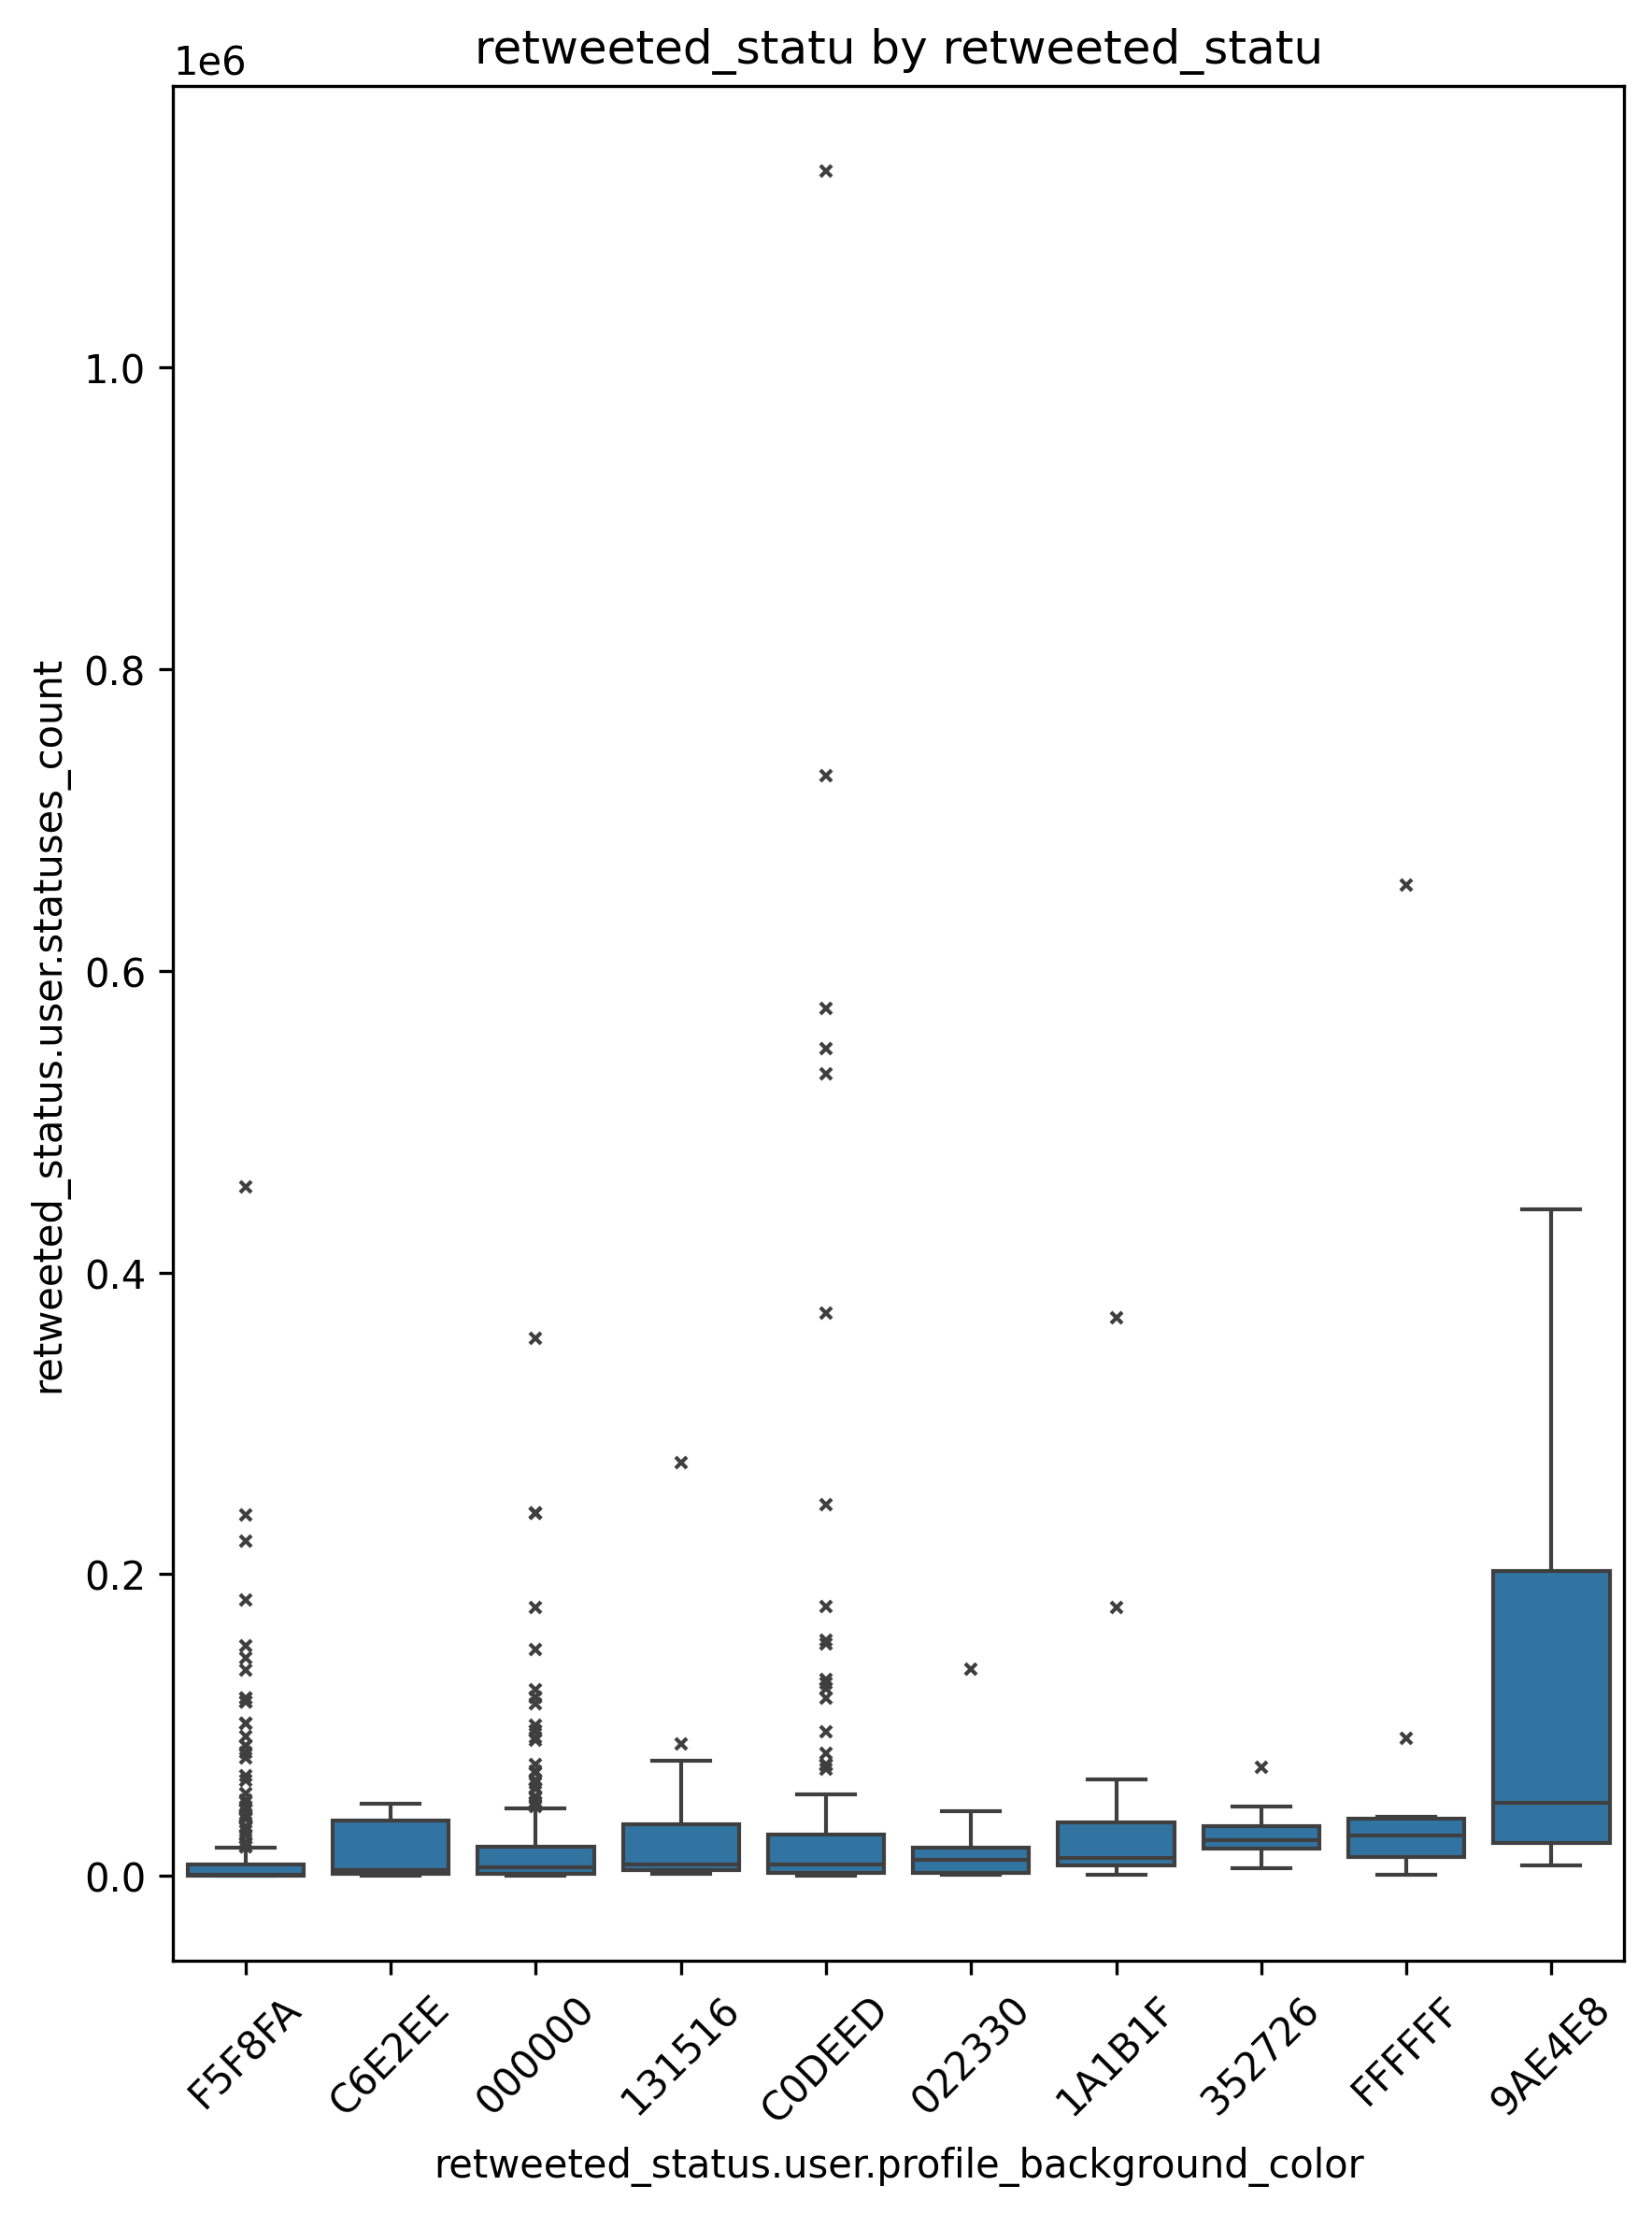 retweeted_statu by retweeted_statu
1e6
1.0
0.8
0.6
0.4
0.2
0.0
retweeted_status.user.statuses_count
F5F8FA
C6E2EE
000000
131516
C0DEED
022330
1A1B1F
352726
FFFFFF
9AE4E8
retweeted_status.user.profile_background_color